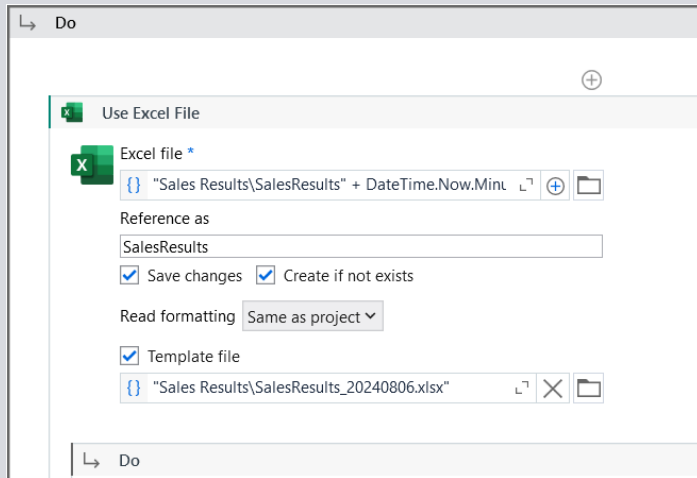 Do
Use Excel File
Excel file *
{} "Sales Results\SalesResults" + DateTime.Now.Minu
Reference as
SalesResults
Save changes Create if not exists
Read formatting Same as project
Template file
{} "Sales Results\SalesResults_20240806.xlsx"
Do